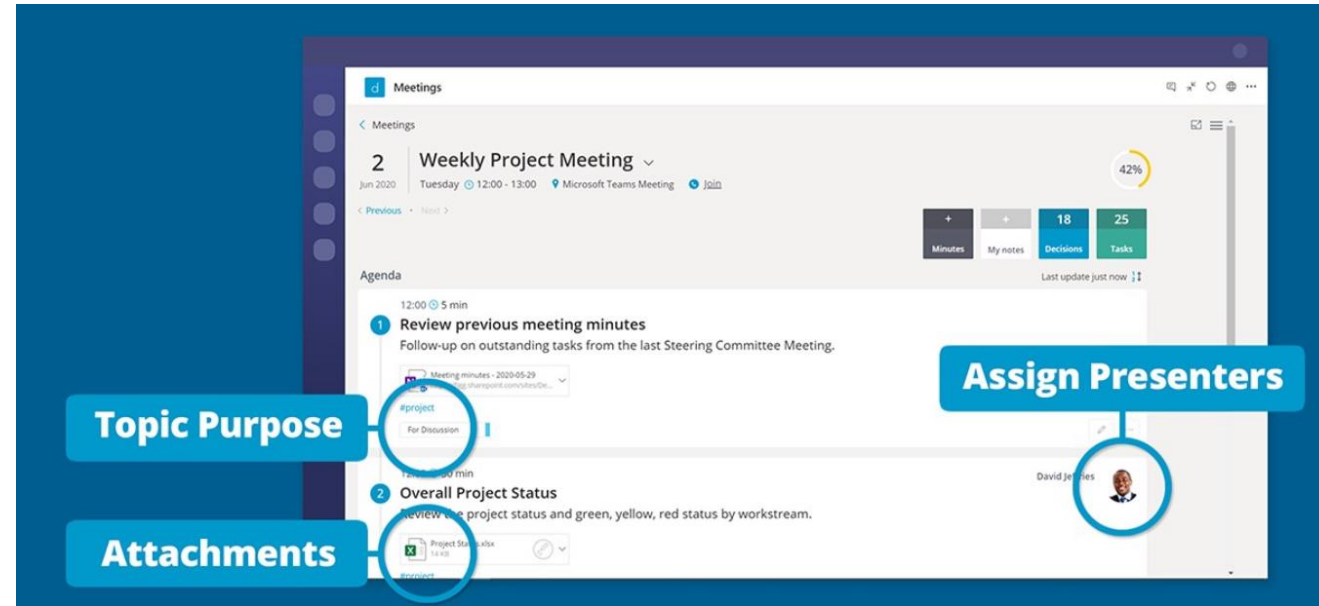 d Meetings
Meetings
2
Jun 2020
Weekly Project Meeting
Tuesday 12:00 - 13:00 Microsoft Teams Meeting Join
42%
< Previous • Next >
+ Minutes
+ My notes
18 Decisions
25 Tasks
Agenda
Last update just now
12:00 5 min
1 Review previous meeting minutes
Follow-up on outstanding tasks from the last Steering Committee Meeting.
Meeting minutes - 2020-05-29
#project
For Discussion
Assign Presenters
Topic Purpose
min
David
2 Overall Project Status
Review the project status and green, yellow, red status by workstream.
Project Status.xlsx
14 KB
#project
Attachments